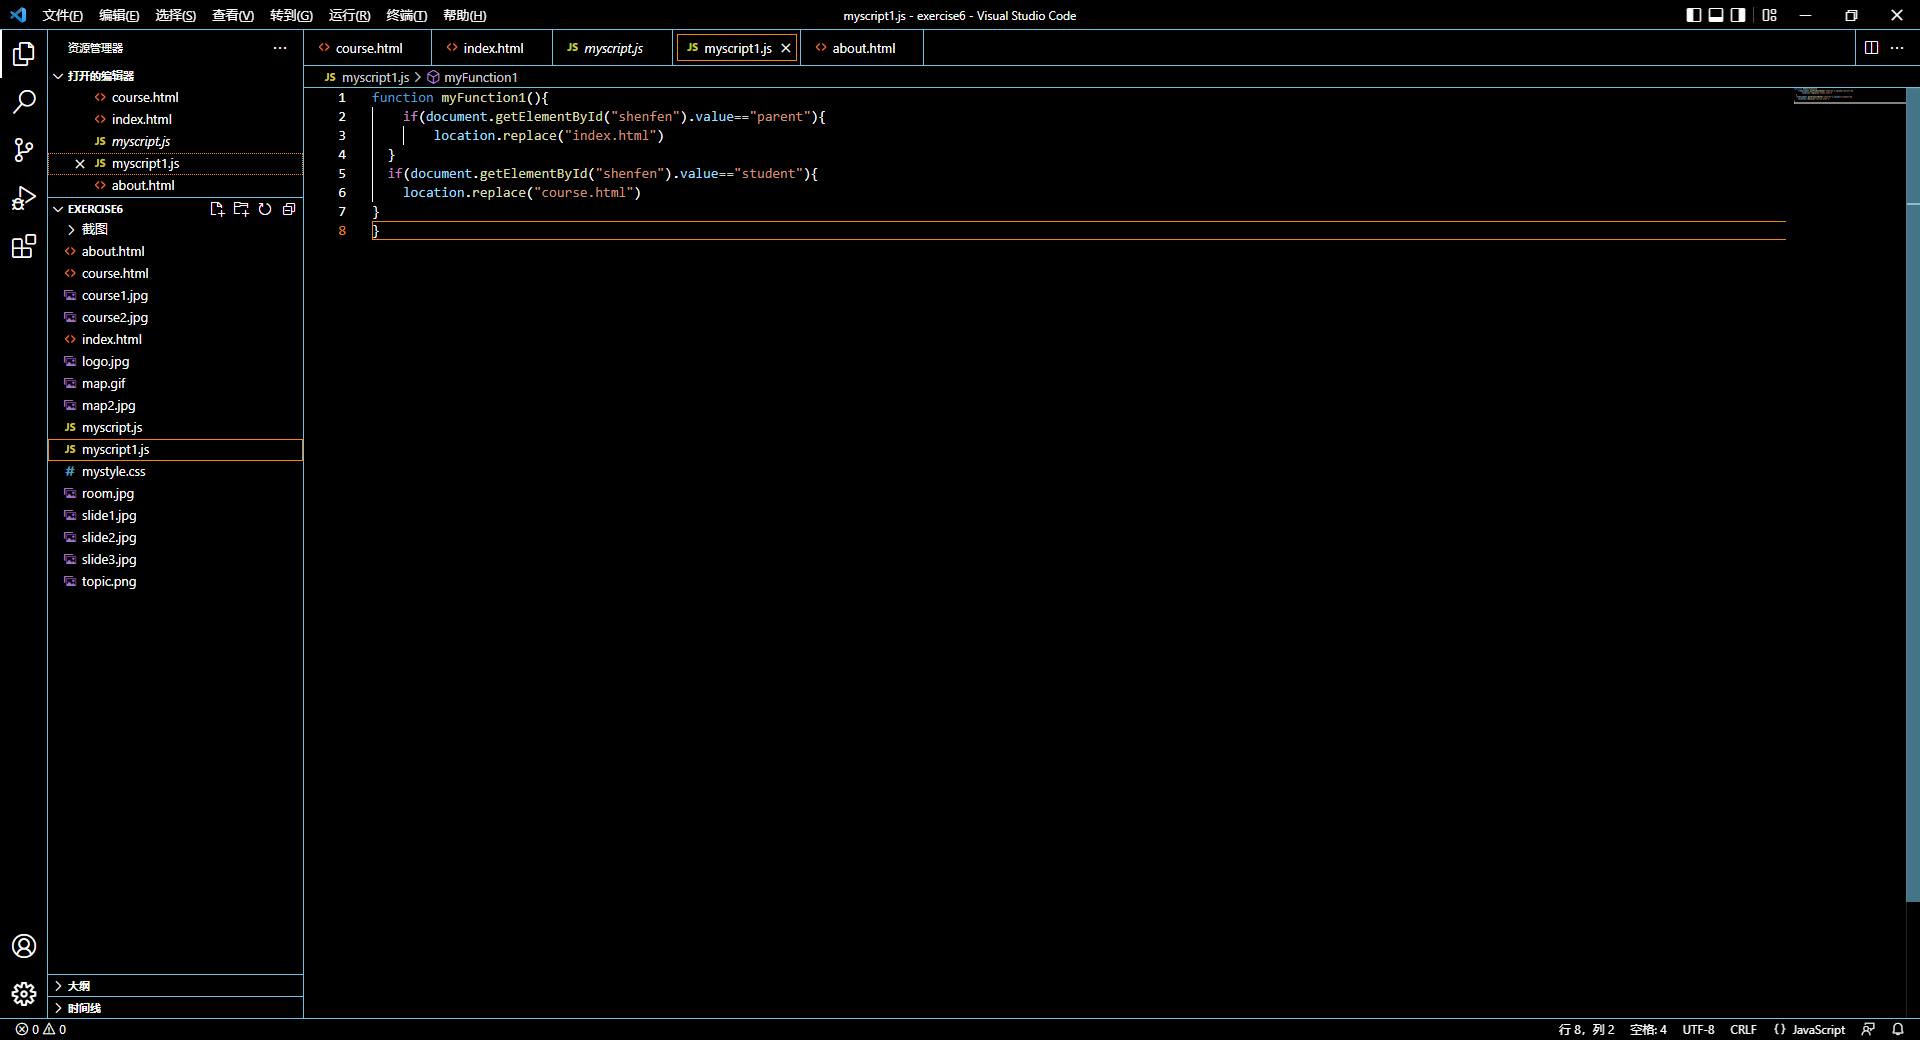 文件(F) 编辑(E) 选择(S) 查看(V) 转到(G) 运行(R) 终端(T) 帮助(H)
myscript1.js - exercise6 - Visual Studio Code
资源管理器
打开的编辑器
course.html
index.html
JS myscript.js
JS myscript1.js
about.html
EXERCISE6
截图
about.html
course.html
course1.jpg
course2.jpg
index.html
logo.jpg
map.gif
map2.jpg
JS myscript.js
JS myscript1.js
# mystyle.css
room.jpg
slide1.jpg
slide2.jpg
slide3.jpg
topic.png
大纲
时间线
course.html index.html JS myscript.js JS myscript1.js about.html
JS myscript1.js > myFunction1
1 function myFunction1(){
2 if(document.getElementById("shenfen").value=="parent"){
3 location.replace("index.html")
4 }
5 if(document.getElementById("shenfen").value=="student"){
6 location.replace("course.html")
7 }
8 }
0 0
行 8，列 2 空格: 4 UTF-8 CRLF {} JavaScript